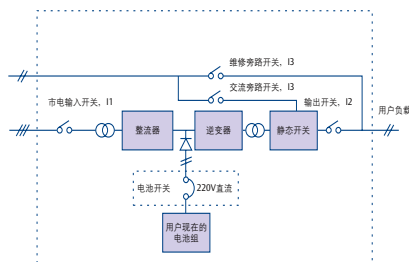 维修旁路开关，I3
交流旁路开关，I3
市电输入开关，I1
输出开关，I2
用户负载
整流器
逆变器
静态开关
电池开关
220V直流
用户现在的
电池组